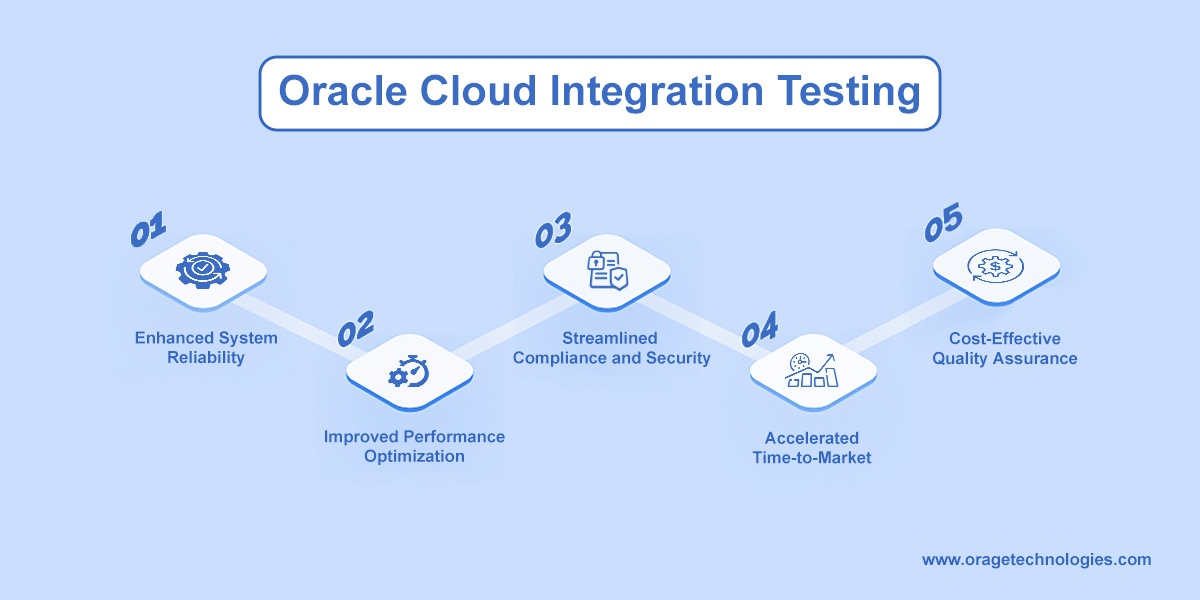 Oracle Cloud Integration Testing
01
Enhanced System
Reliability
02
Improved Performance
Optimization
03
Streamlined
Compliance and Security
04
Accelerated
Time-to-Market
05
Cost-Effective
Quality Assurance
www.oragetechnologies.com